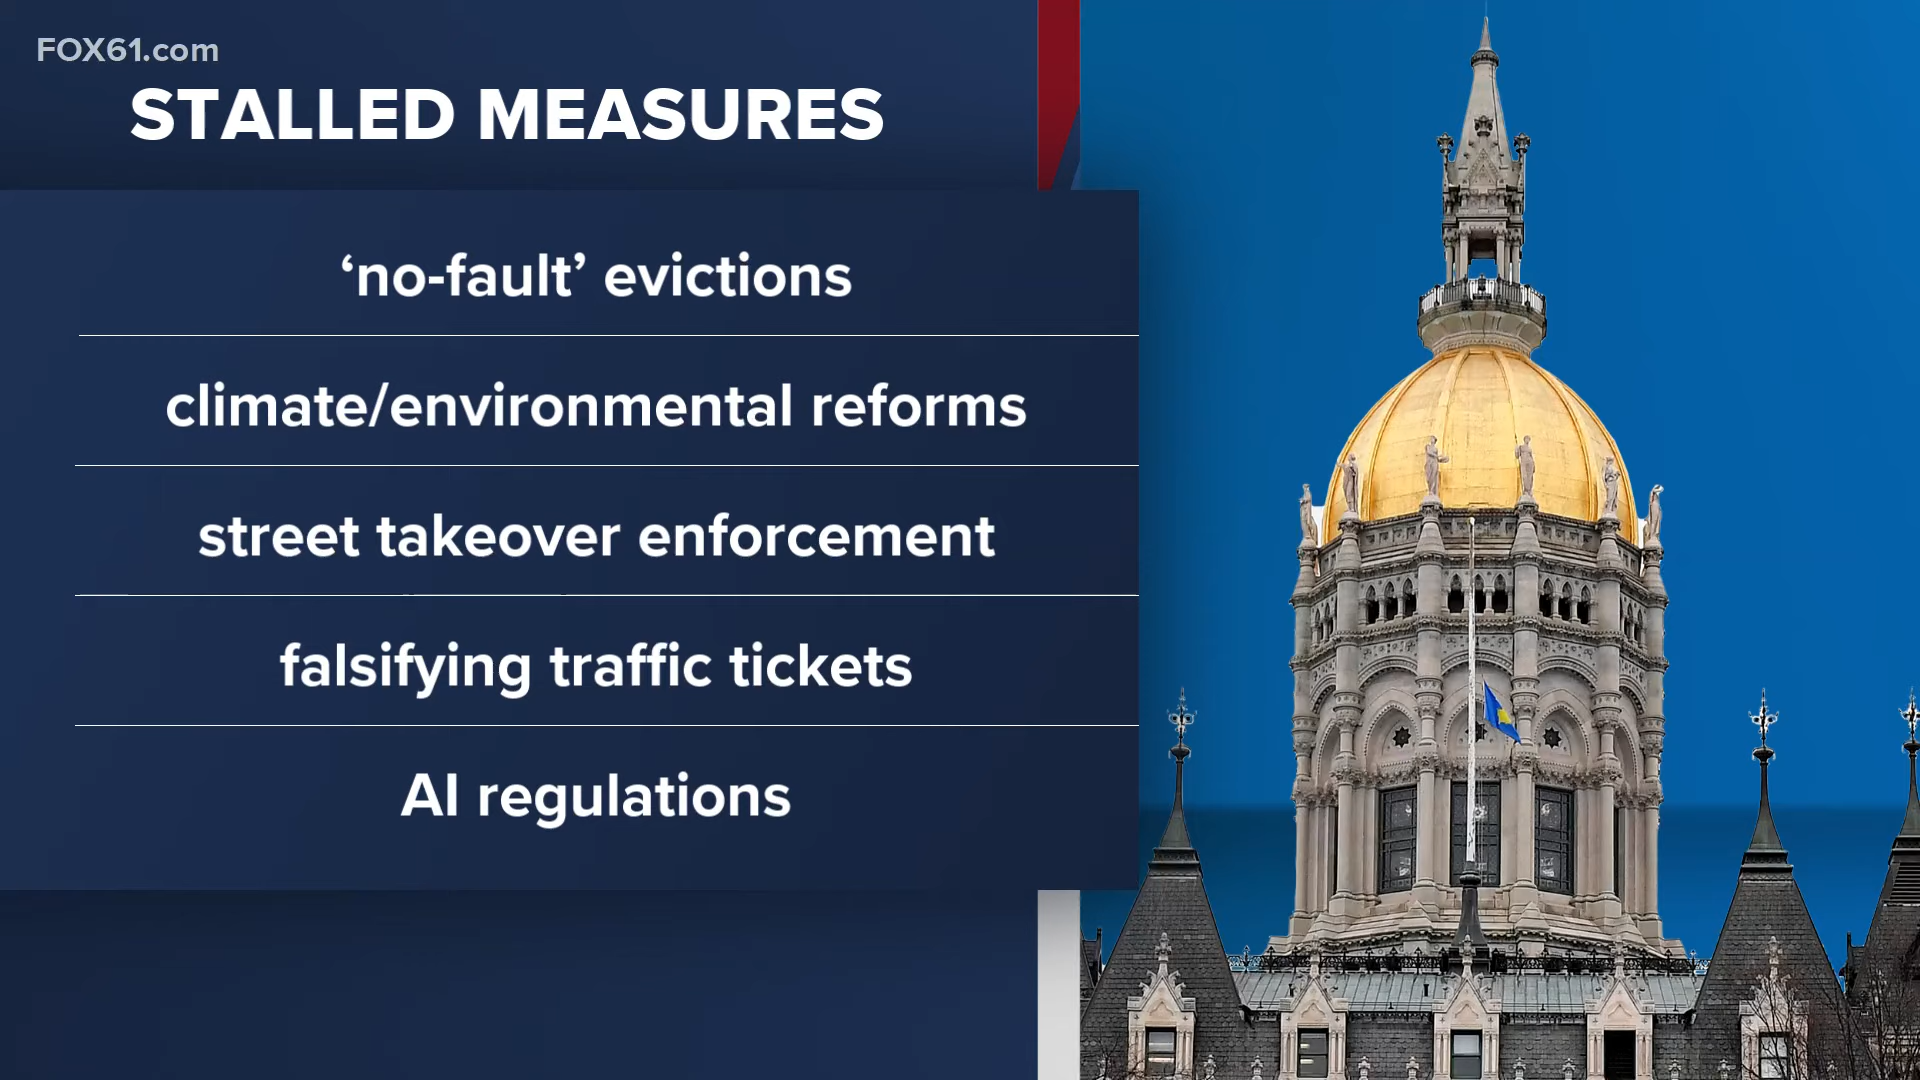 FOX61.com
STALLED MEASURES
‘no-fault’ evictions
climate/environmental reforms
street takeover enforcement
falsifying traffic tickets
AI regulations